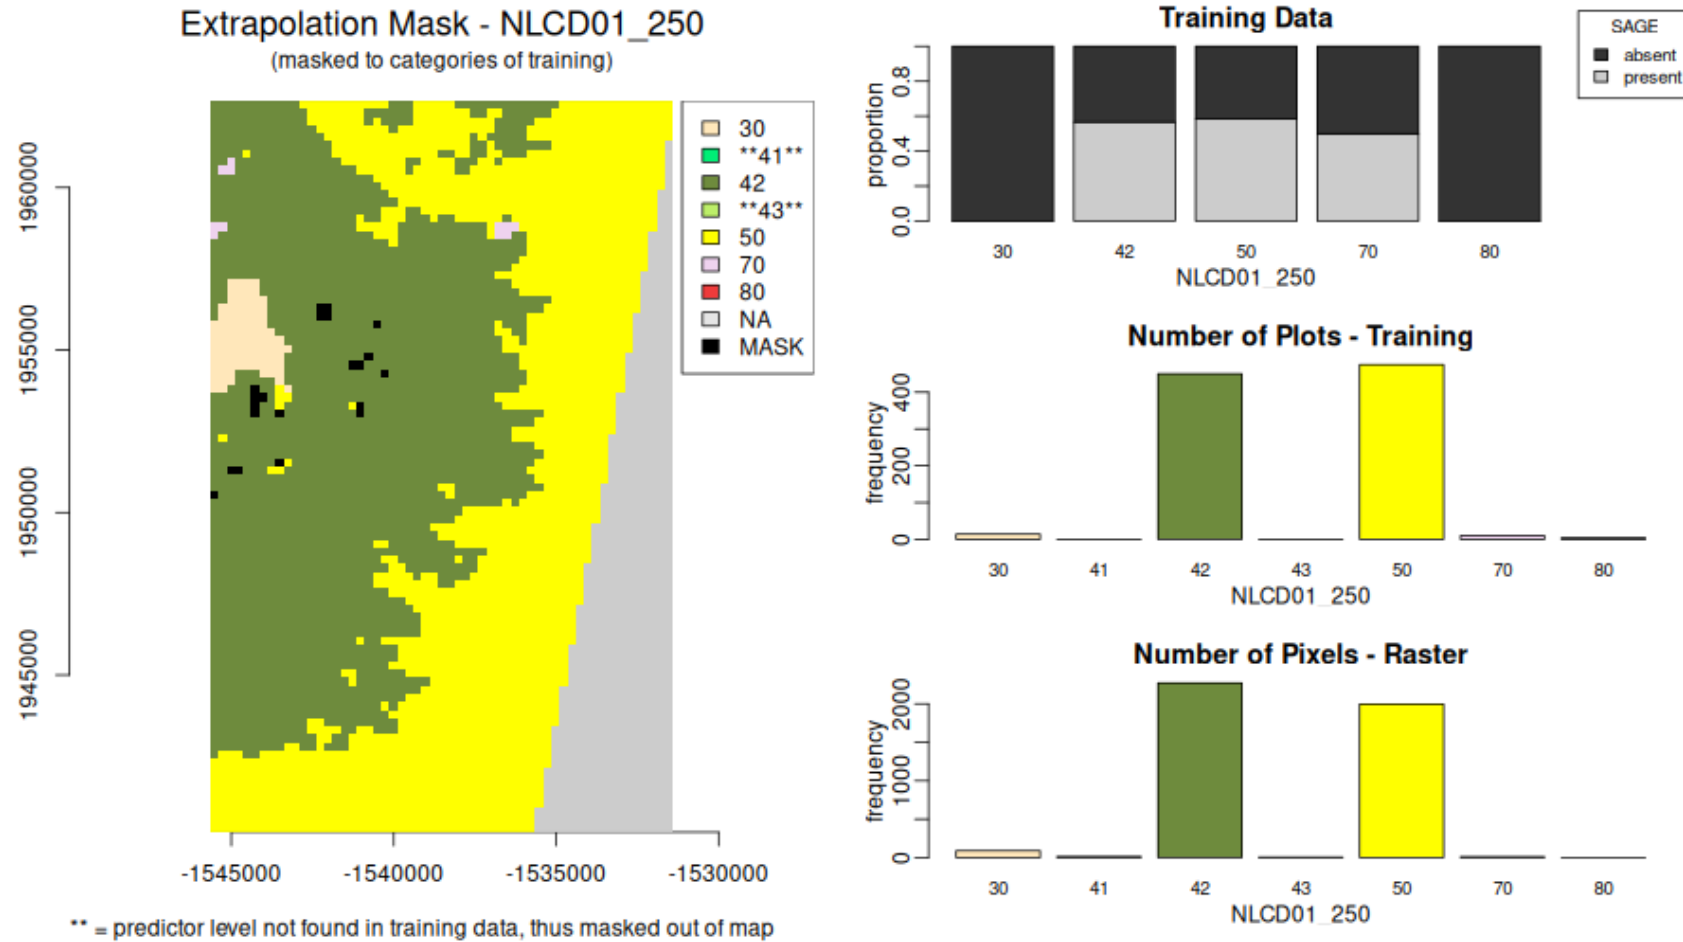 Extrapolation Mask - NLCD01_250
(masked to categories of training)
1960000
1955000
1950000
1945000
-1545000 -1540000 -1535000 -1530000
30
**41**
42
**43**
50
70
80
NA
MASK
** = predictor level not found in training data, thus masked out of map
Training Data
proportion
0.8
0.4
0.0
30 42 50 70 80
NLCD01_250
SAGE
absent
present
Number of Plots - Training
frequency
400
200
0
30 41 42 43 50 70 80
NLCD01_250
Number of Pixels - Raster
frequency
2000
1000
0
30 41 42 43 50 70 80
NLCD01_250